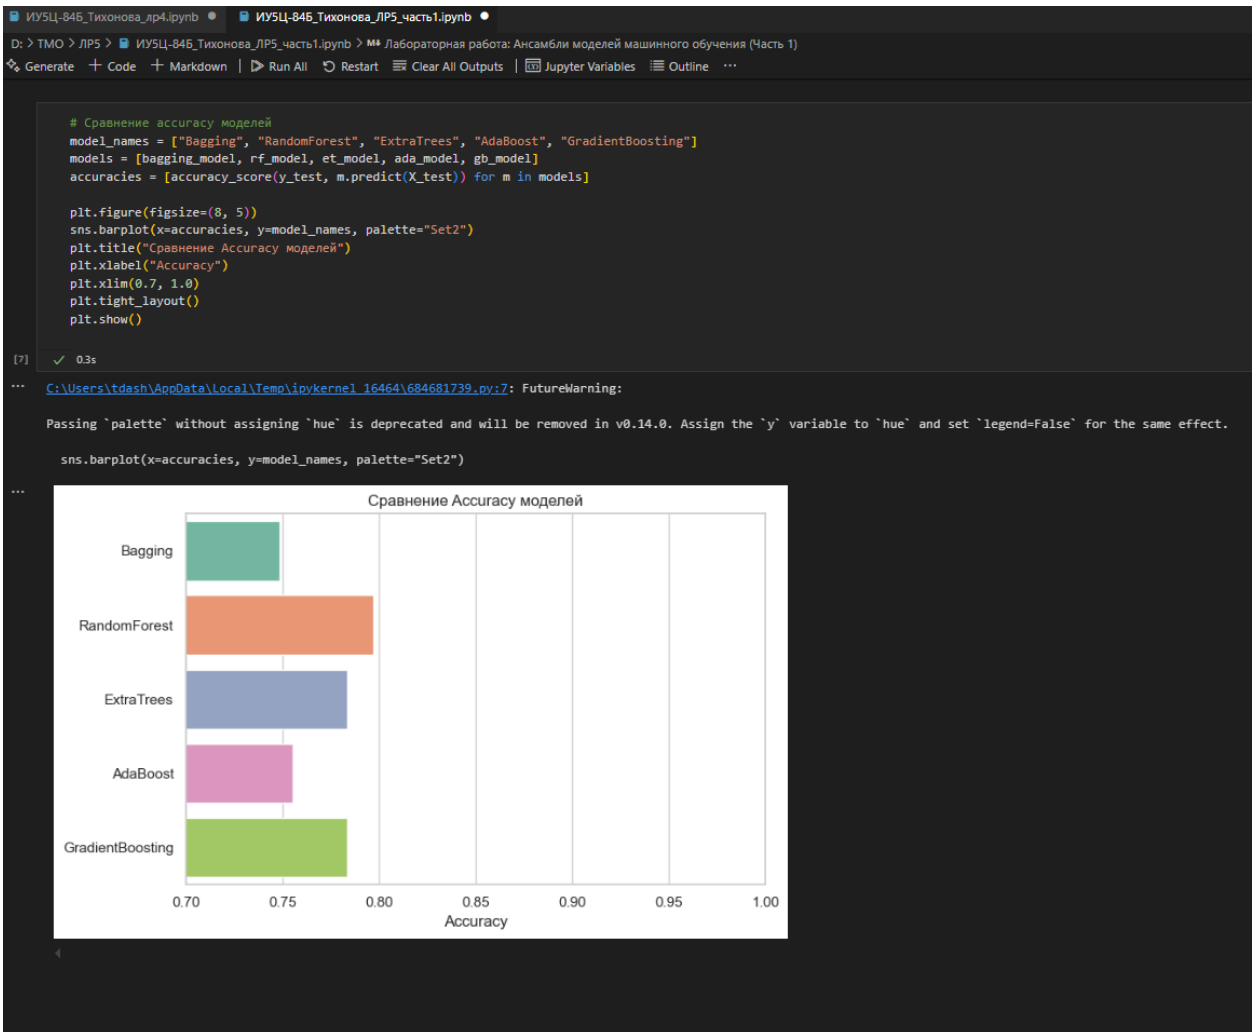 ИУ5Ц-84Б_Тихонова_лр4.ipynb ИУ5Ц-84Б_Тихонова_ЛР5_часть1.ipynb
D: > ТМО > ЛР5 > ИУ5Ц-84Б_Тихонова_ЛР5_часть1.ipynb > M↓ Лабораторная работа: Ансамбли моделей машинного обучения (Часть 1)
Generate + Code + Markdown | Run All Restart Clear All Outputs | Jupyter Variables Outline ...
# Сравнение accuracy моделей
model_names = ["Bagging", "RandomForest", "ExtraTrees", "AdaBoost", "GradientBoosting"]
models = [bagging_model, rf_model, et_model, ada_model, gb_model]
accuracies = [accuracy_score(y_test, m.predict(X_test)) for m in models]
plt.figure(figsize=(8, 5))
sns.barplot(x=accuracies, y=model_names, palette="Set2")
plt.title("Сравнение Accuracy моделей")
plt.xlabel("Accuracy")
plt.xlim(0.7, 1.0)
plt.tight_layout()
plt.show()
[7] ✓ 0.3s
... C:\Users\tdash\AppData\Local\Temp\ipykernel_16464\684681739.py:7: FutureWarning:
Passing `palette` without assigning `hue` is deprecated and will be removed in v0.14.0. Assign the `y` variable to `hue` and set `legend=False` for the same effect.
sns.barplot(x=accuracies, y=model_names, palette="Set2")
...
Сравнение Accuracy моделей
Bagging
RandomForest
ExtraTrees
AdaBoost
GradientBoosting
0.70 0.75 0.80 0.85 0.90 0.95 1.00
Accuracy